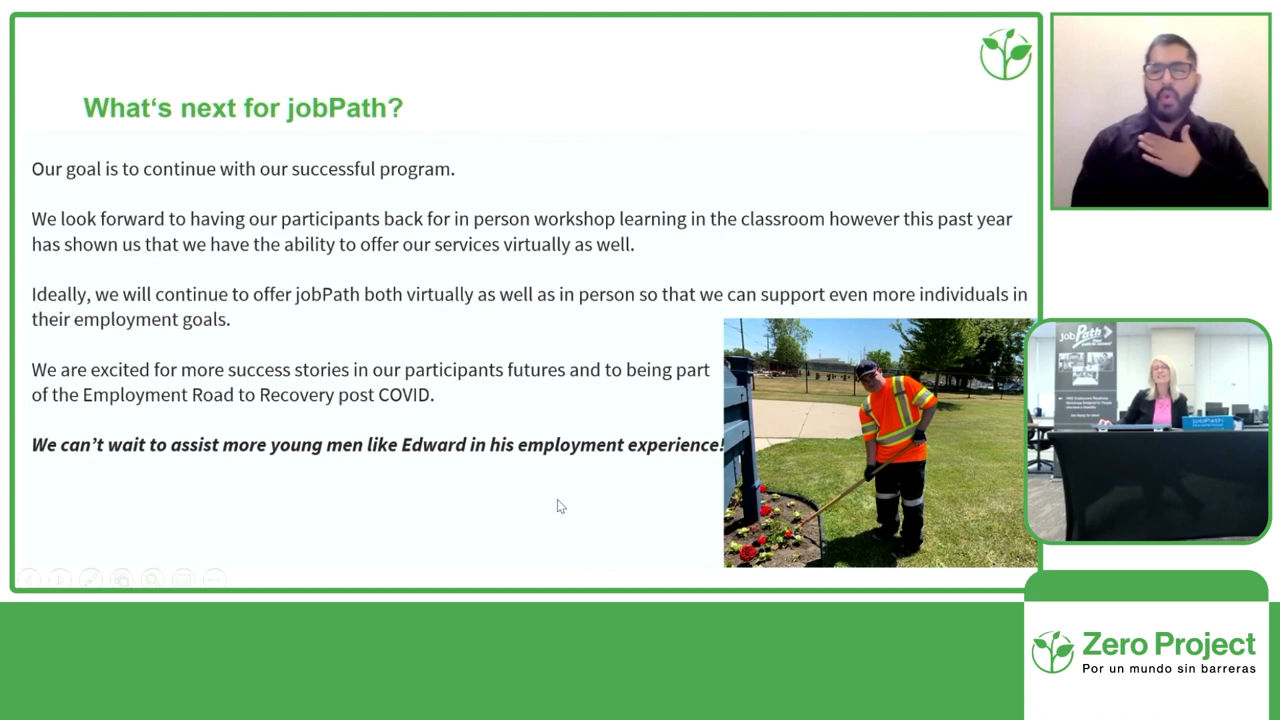 What‘s next for jobPath?
Our goal is to continue with our successful program.
We look forward to having our participants back for in person workshop learning in the classroom however this past year
has shown us that we have the ability to offer our services virtually as well.
Ideally, we will continue to offer jobPath both virtually as well as in person so that we can support even more individuals in
their employment goals.
We are excited for more success stories in our participants futures and to being part
of the Employment Road to Recovery post COVID.
We can’t wait to assist more young men like Edward in his employment experience!
jobPath
jobPath
Zero Project
Por un mundo sin barreras